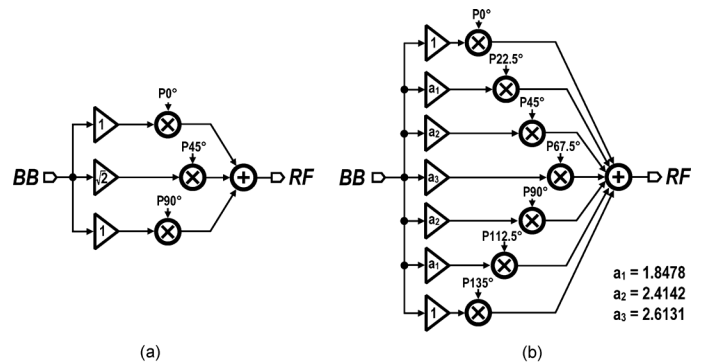 P0°
1
P45°
BB
√2
RF
P90°
1
(a)
P0°
1
P22.5°
a1
P45°
a2
P67.5°
BB
a3
RF
P90°
a2
P112.5°
a1
P135°
1
a1 = 1.8478
a2 = 2.4142
a3 = 2.6131
(b)